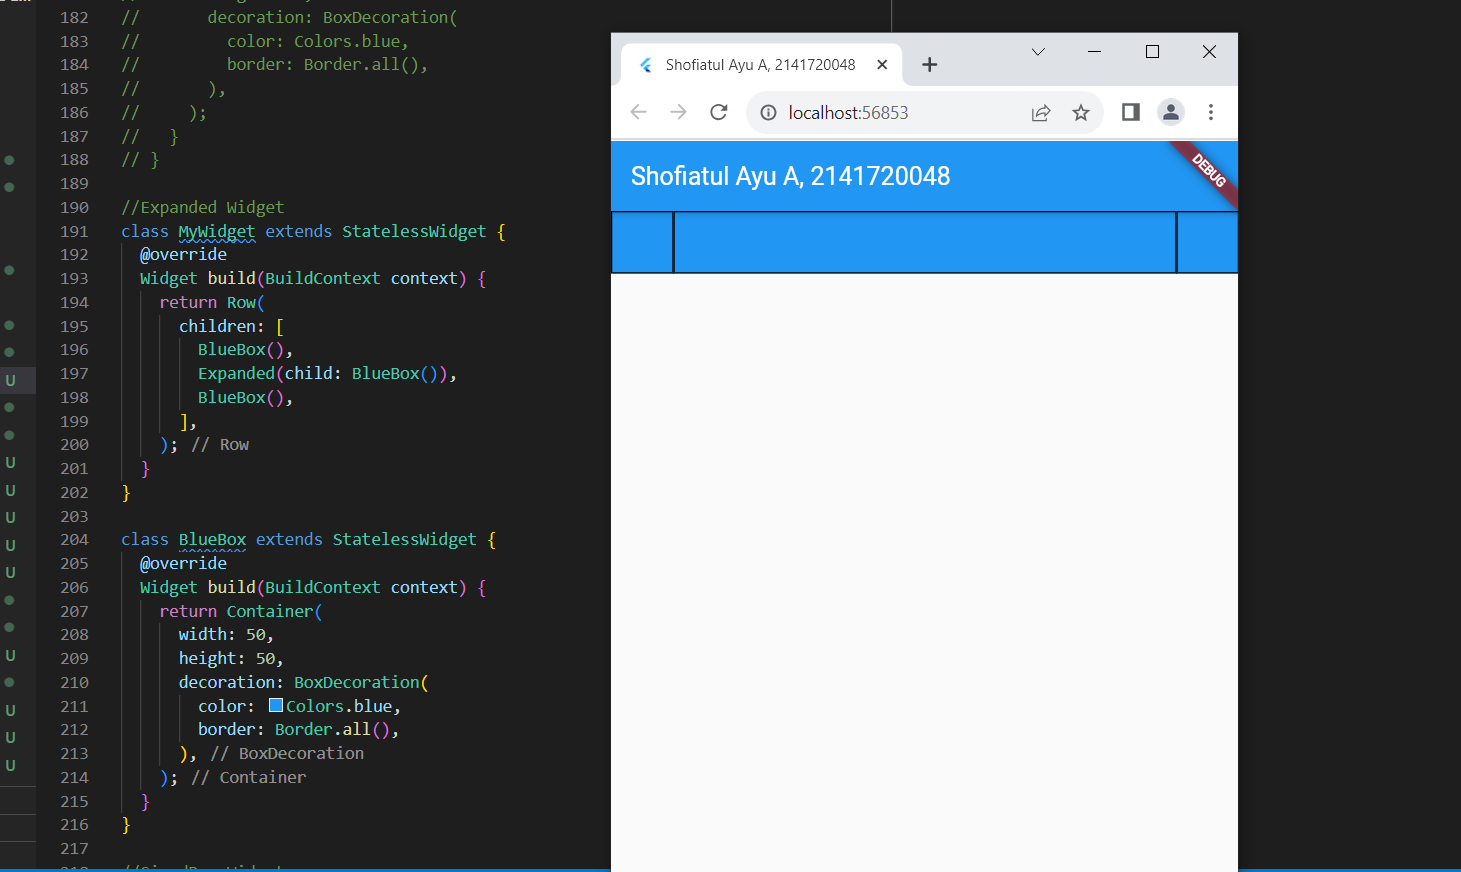 182 //       decoration: BoxDecoration(
183 //         color: Colors.blue,
184 //         border: Border.all(),
185 //       ),
186 //     );
187 //   }
188 // }
189
190 //Expanded Widget
191 class MyWidget extends StatelessWidget {
192   @override
193   Widget build(BuildContext context) {
194     return Row(
195       children: [
196         BlueBox(),
197         Expanded(child: BlueBox()),
198         BlueBox(),
199       ],
200     ); // Row
201   }
202 }
203
204 class BlueBox extends StatelessWidget {
205   @override
206   Widget build(BuildContext context) {
207     return Container(
208       width: 50,
209       height: 50,
210       decoration: BoxDecoration(
211         color: Colors.blue,
212         border: Border.all(),
213       ), // BoxDecoration
214     ); // Container
215   }
216 }
217
U
U
U
U
U
U
U
U
U
U
Shofiatul Ayu A, 2141720048
localhost:56853
Shofiatul Ayu A, 2141720048
DEBUG